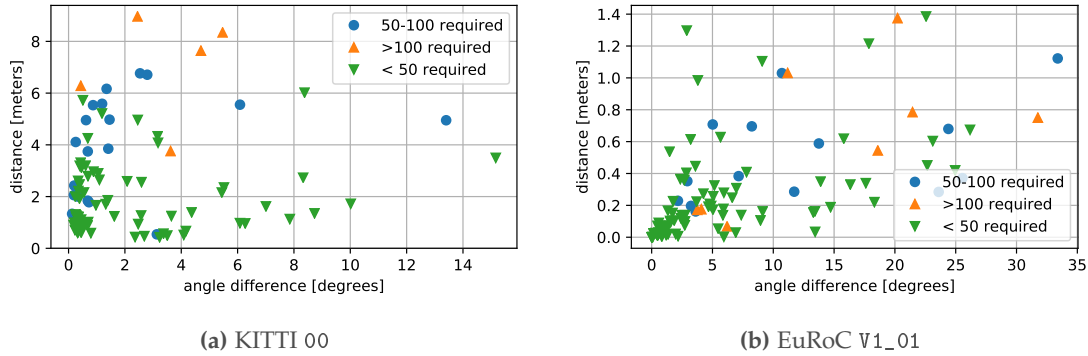 50-100 required
>100 required
< 50 required
8
6
4
2
0
distance [meters]
0 2 4 6 8 10 12 14
angle difference [degrees]
(a) KITTI 00
1.4
1.2
1.0
0.8
0.6
0.4
0.2
0.0
distance [meters]
50-100 required
>100 required
< 50 required
0 5 10 15 20 25 30 35
angle difference [degrees]
(b) EuRoC V1_01